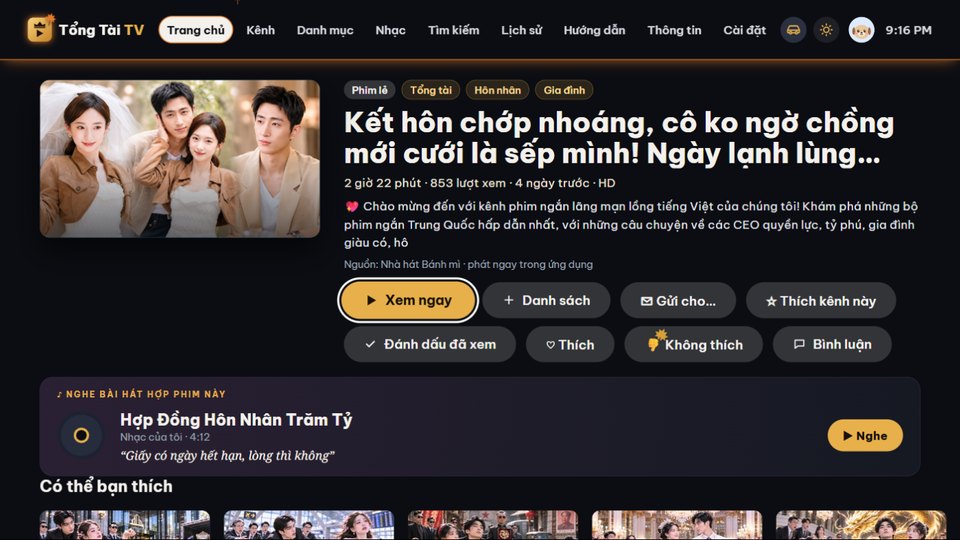 Tổng Tài TV
Trang chủ
Kênh
Danh mục
Nhạc
Tìm kiếm
Lịch sử
Hướng dẫn
Thông tin
Cài đặt
9:16 PM
Phim lẻ
Tổng tài
Hôn nhân
Gia đình
Kết hôn chớp nhoáng, cô ko ngờ chồng
mới cưới là sếp mình! Ngày lạnh lùng...
2 giờ 22 phút · 853 lượt xem · 4 ngày trước · HD
💘 Chào mừng đến với kênh phim ngắn lãng mạn lồng tiếng Việt của chúng tôi! Khám phá những bộ
phim ngắn Trung Quốc hấp dẫn nhất, với những câu chuyện về các CEO quyền lực, tỷ phú, gia đình
giàu có, hô
Nguồn: Nhà hát Bánh mì · phát ngay trong ứng dụng
▶ Xem ngay
+ Danh sách
Gửi cho...
☆ Thích kênh này
✓ Đánh dấu đã xem
♡ Thích
👎 Không thích
Bình luận
♪ NGHE BÀI HÁT HỢP PHIM NÀY
Hợp Đồng Hôn Nhân Trăm Tỷ
Nhạc của tôi · 4:12
“Giấy có ngày hết hạn, lòng thì không”
▶ Nghe
Có thể bạn thích